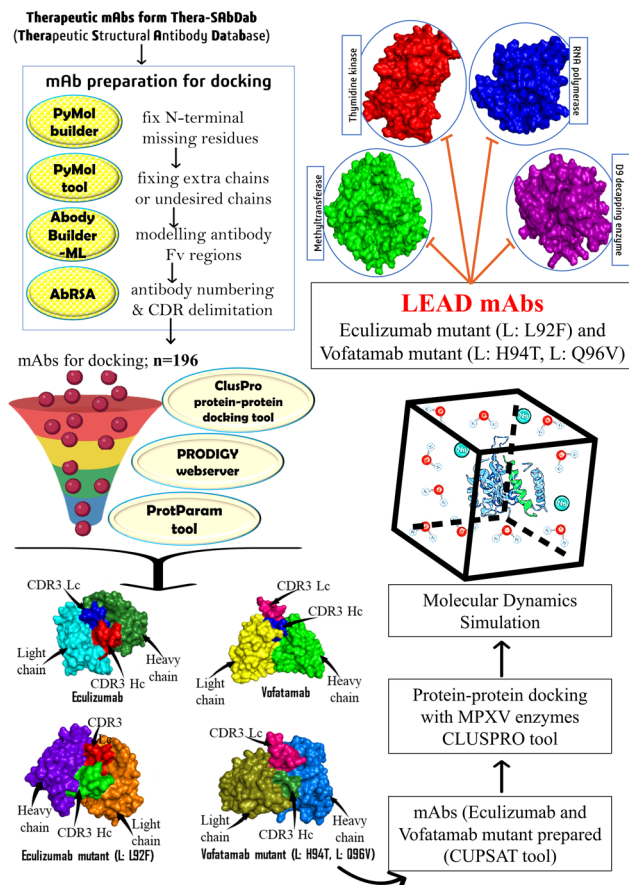 Therapeutic mAbs form Thera-SAbDab
(Therapeutic Structural Antibody Database)
mAb preparation for docking
PyMol
builder
fix N-terminal
missing residues
PyMol
tool
fixing extra chains
or undesired chains
Abody
Builder
-ML
modelling antibody
Fv regions
AbRSA
antibody numbering
& CDR delimitation
mAbs for docking; n=196
ClusPro
protein-protein
docking tool
PRODIGY
webserver
ProtParam
tool
Thymidine kinase
RNA polymerase
Methyltransferase
D9 decapping enzyme
LEAD mAbs
Eculizumab mutant (L: L92F) and
Vofatamab mutant (L: H94T, L: Q96V)
CDR3 Lc
Light
chain
CDR3 Hc
Heavy
chain
Eculizumab
CDR3 Lc
CDR3 Hc
Light
chain
Heavy
chain
Vofatamab
CDR3
Lc
Heavy
chain
CDR3 Hc
Light
chain
Eculizumab mutant (L: L92F)
CDR3 Lc
Light
chain
CDR3 Hc
Heavy
chain
Vofatamab mutant (L: H94T, L: Q96V)
Molecular Dynamics
Simulation
Protein-protein docking
with MPXV enzymes
CLUSPRO tool
mAbs (Eculizumab and
Vofatamab mutant prepared
(CUPSAT tool)